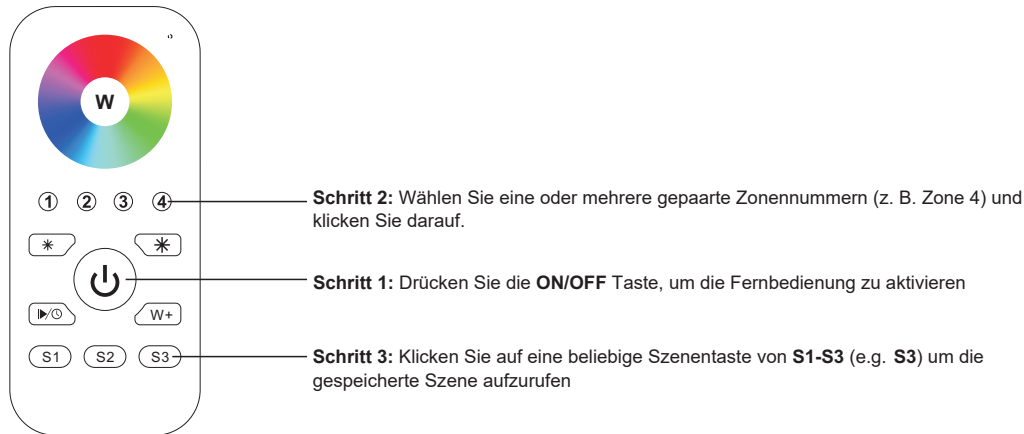 W
1 2 3 4
Schritt 2: Wählen Sie eine oder mehrere gepaarte Zonennummern (z. B. Zone 4) und
klicken Sie darauf.
Schritt 1: Drücken Sie die ON/OFF Taste, um die Fernbedienung zu aktivieren
W+
S1 S2 S3
Schritt 3: Klicken Sie auf eine beliebige Szenentaste von S1-S3 (e.g. S3) um die
gespeicherte Szene aufzurufen